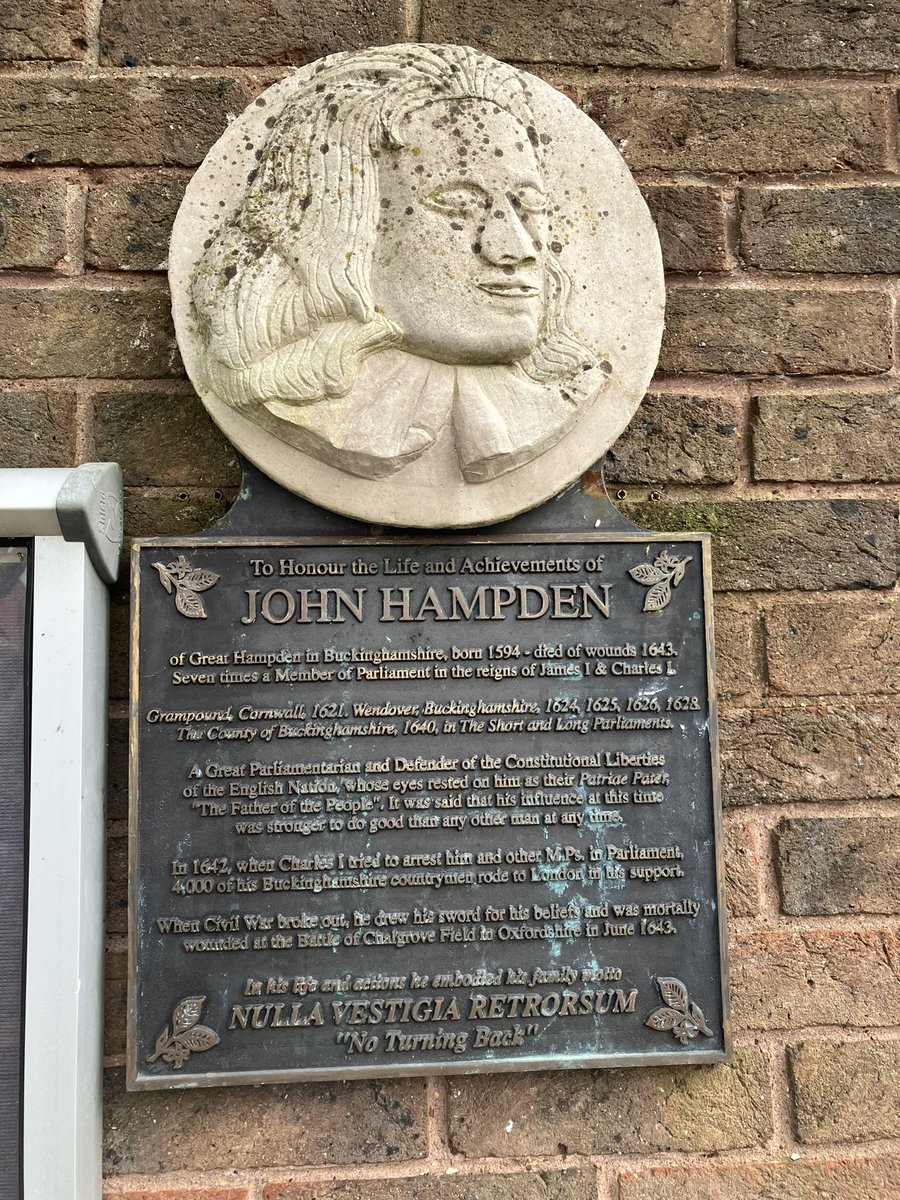 To Honour the Life and Achievements of
JOHN HAMPDEN
of Great Hampden in Buckinghamshire, born 1594 - died of wounds 1643.
Seven times a Member of Parliament in the reigns of James I & Charles I.
Grampound, Cornwall, 1621. Wendover, Buckinghamshire, 1624, 1625, 1626, 1628.
The County of Buckinghamshire, 1640, in The Short and Long Parliaments.
A Great Parliamentarian and Defender of the Constitutional Liberties
of the English Nation, whose eyes rested on him as their Patriae Pater,
"The Father of the People". It was said that his influence at this time
was stronger to do good than any other man at any time.
In 1642, when Charles I tried to arrest him and other M.Ps. in Parliament,
4,000 of his Buckinghamshire countrymen rode to London in his support.
When Civil War broke out, he drew his sword for his beliefs and was mortally
wounded at the Battle of Chalgrove Field in Oxfordshire in June 1643.
In his life and actions he embodied his family motto
NULLA VESTIGIA RETRORSUM
"No Turning Back"